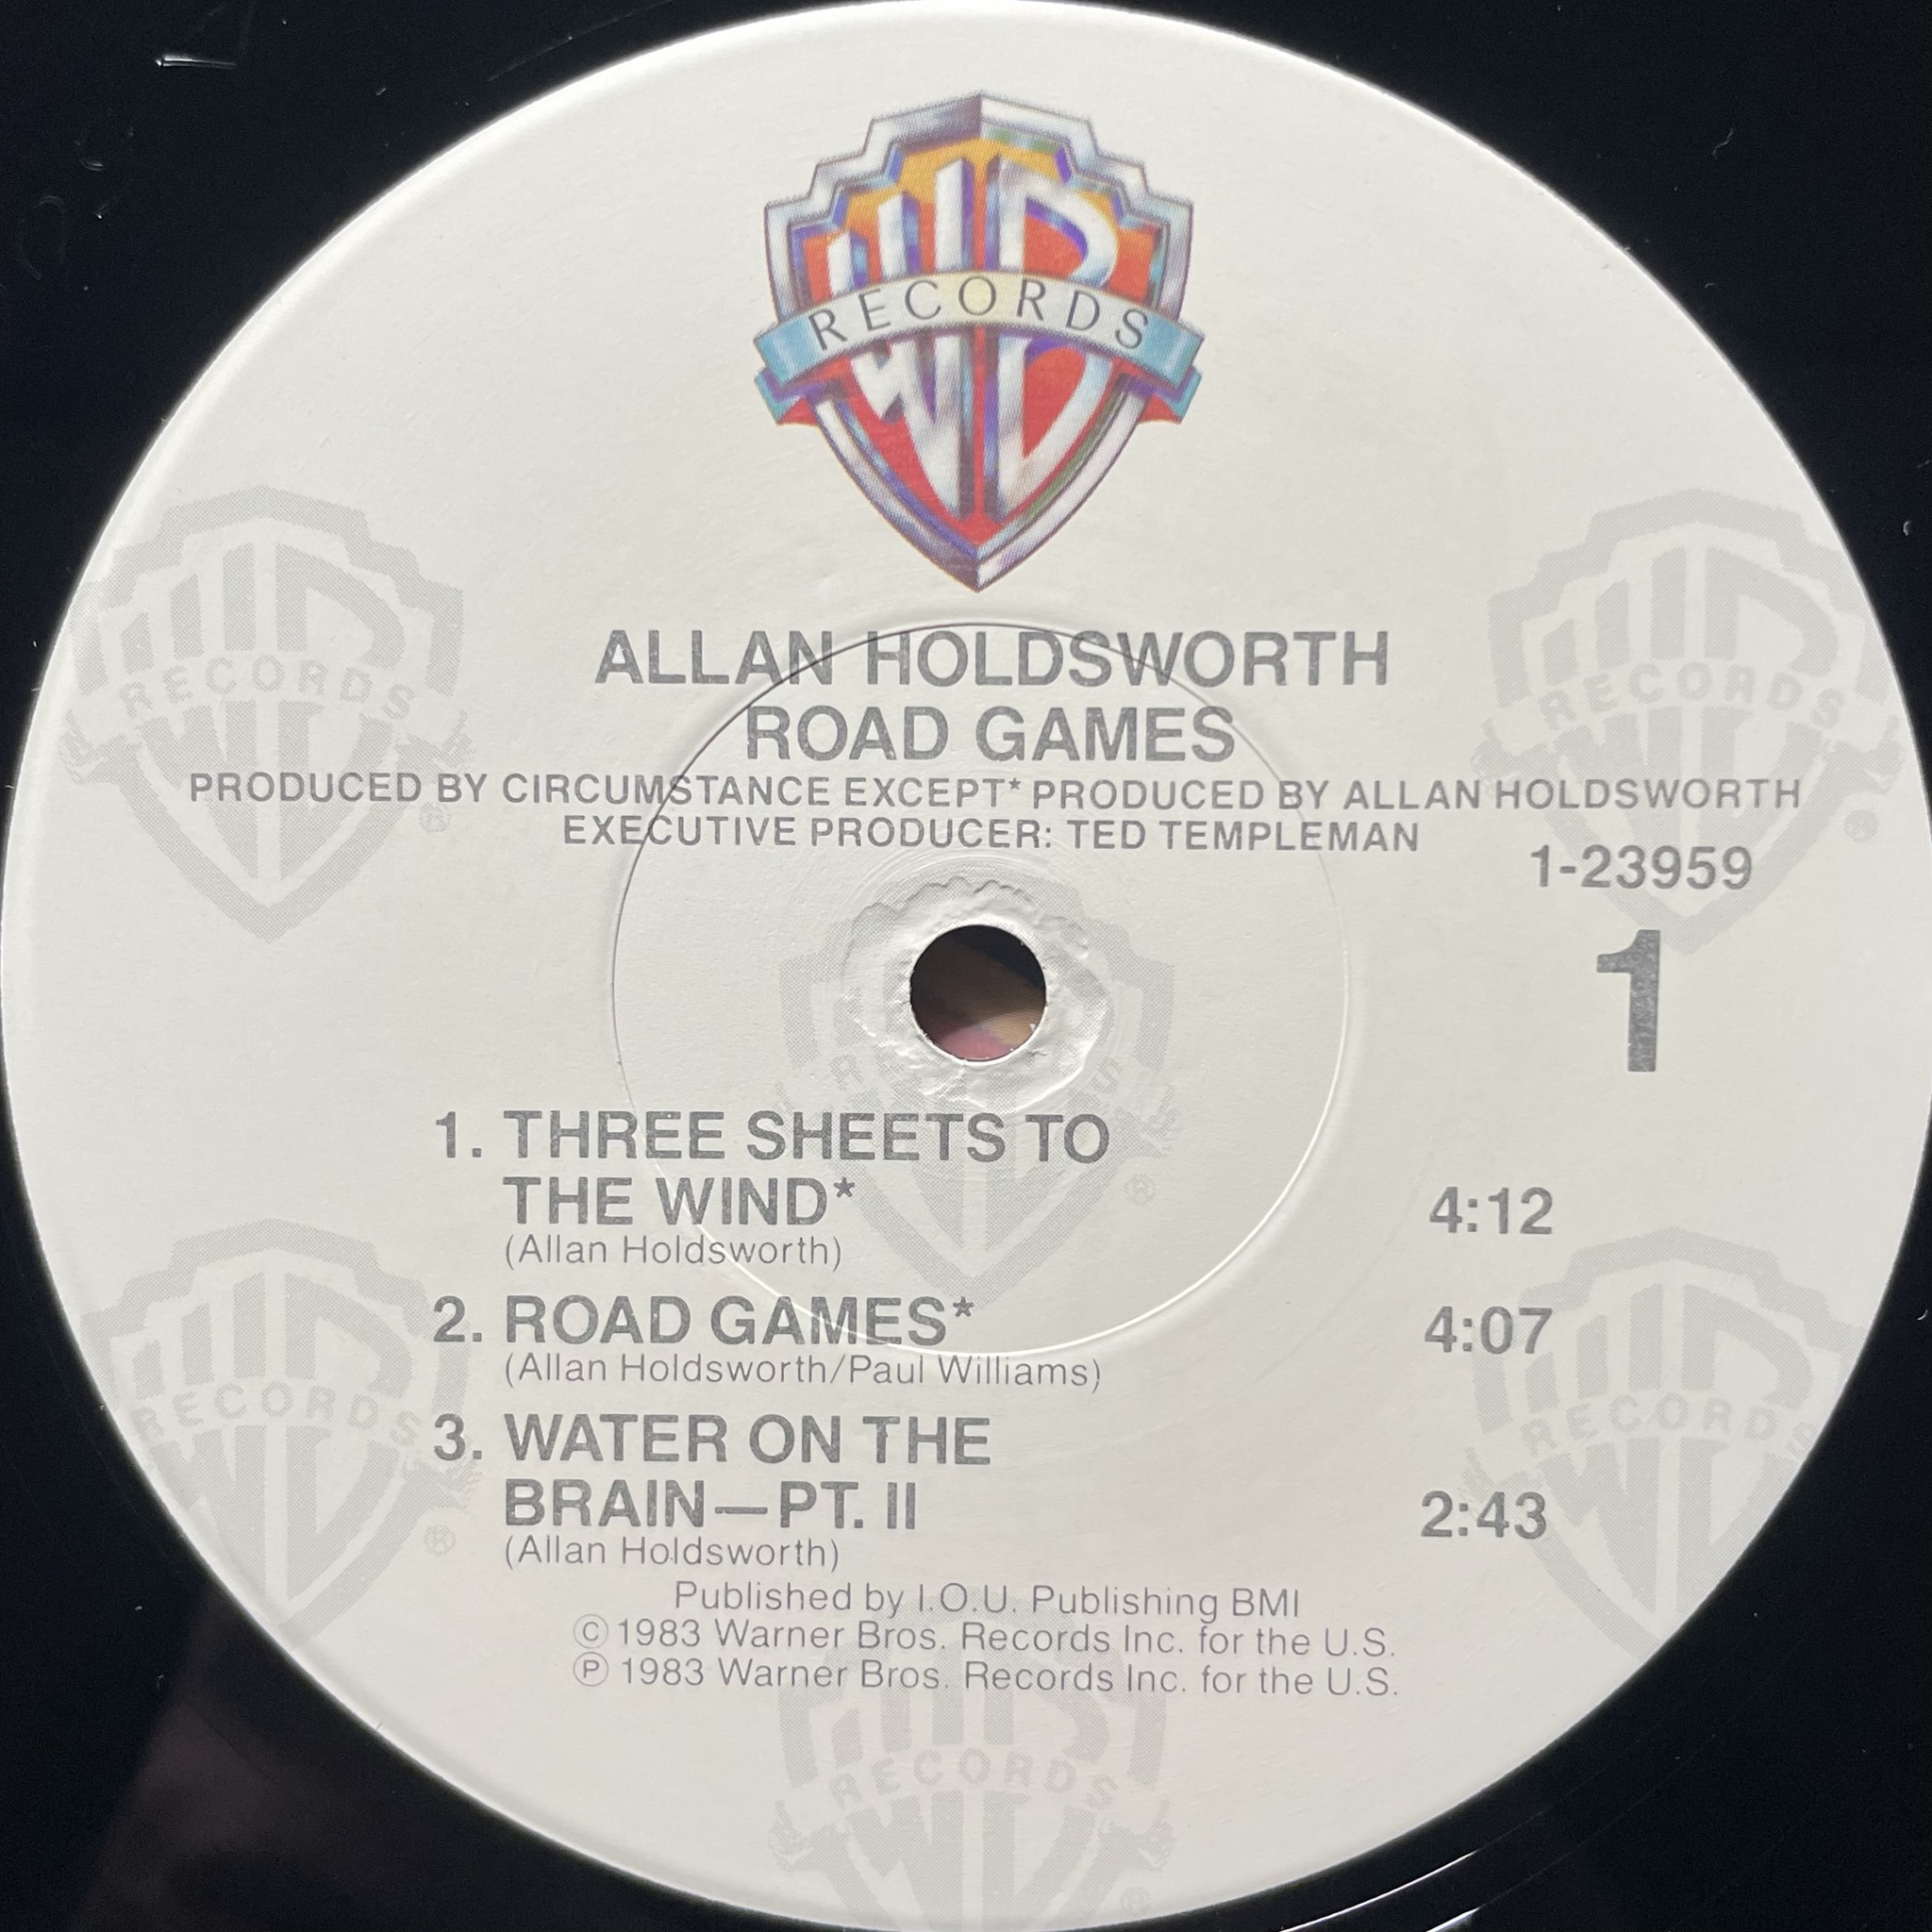 WB
RECORDS
ALLAN HOLDSWORTH
ROAD GAMES
PRODUCED BY CIRCUMSTANCE EXCEPT* PRODUCED BY ALLAN HOLDSWORTH
EXECUTIVE PRODUCER: TED TEMPLEMAN
1-23959
1
1. THREE SHEETS TO
THE WIND* 4:12
(Allan Holdsworth)
2. ROAD GAMES* 4:07
(Allan Holdsworth/Paul Williams)
3. WATER ON THE
BRAIN—PT. II 2:43
(Allan Holdsworth)
Published by I.O.U. Publishing BMI
Ⓒ 1983 Warner Bros. Records Inc. for the U.S.
Ⓟ 1983 Warner Bros. Records Inc. for the U.S.